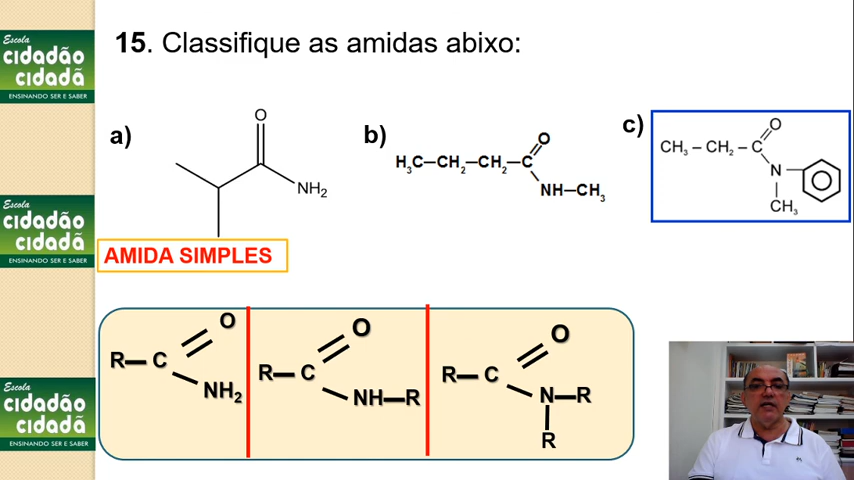 15. Classifique as amidas abixo:
Escola
cidadão
cidadã
ENSINANDO SER E SABER
a)
O
NH2
AMIDA SIMPLES
b)
H3C–CH2–CH2–C
O
NH–CH3
c)
CH3 – CH2 – C
O
N
CH3
Escola
cidadão
cidadã
ENSINANDO SER E SABER
R–C
O
NH2
R–C
O
NH–R
R–C
O
N–R
R
Escola
cidadão
cidadã
ENSINANDO SER E SABER